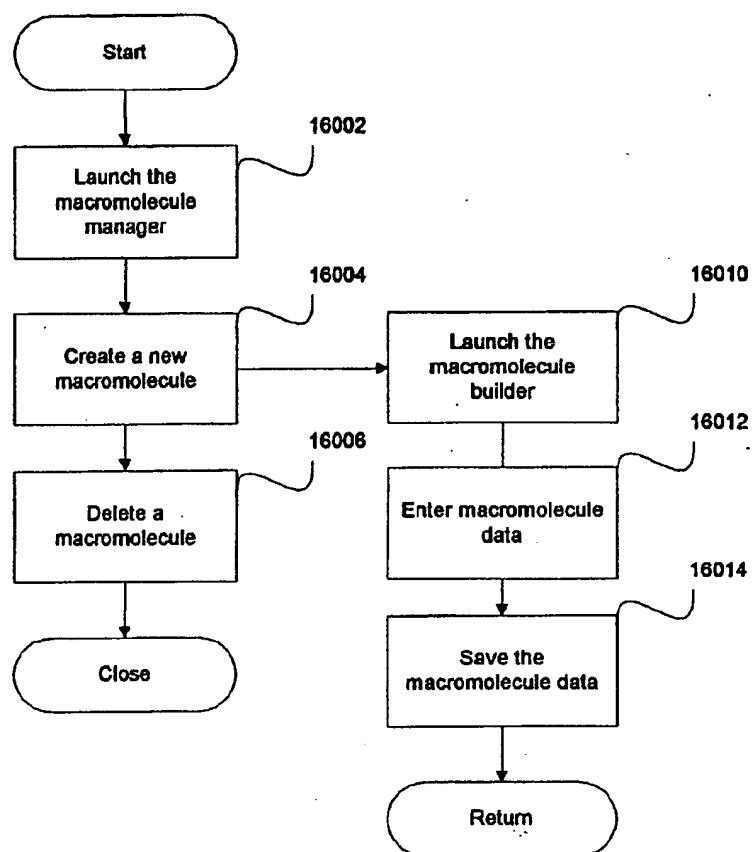 Start
16002
Launch the
macromolecule
manager
16004
Create a new
macromolecule
16006
Delete a
macromolecule
Close
16010
Launch the
macromolecule
builder
16012
Enter macromolecule
data
16014
Save the
macromolecule data
Return